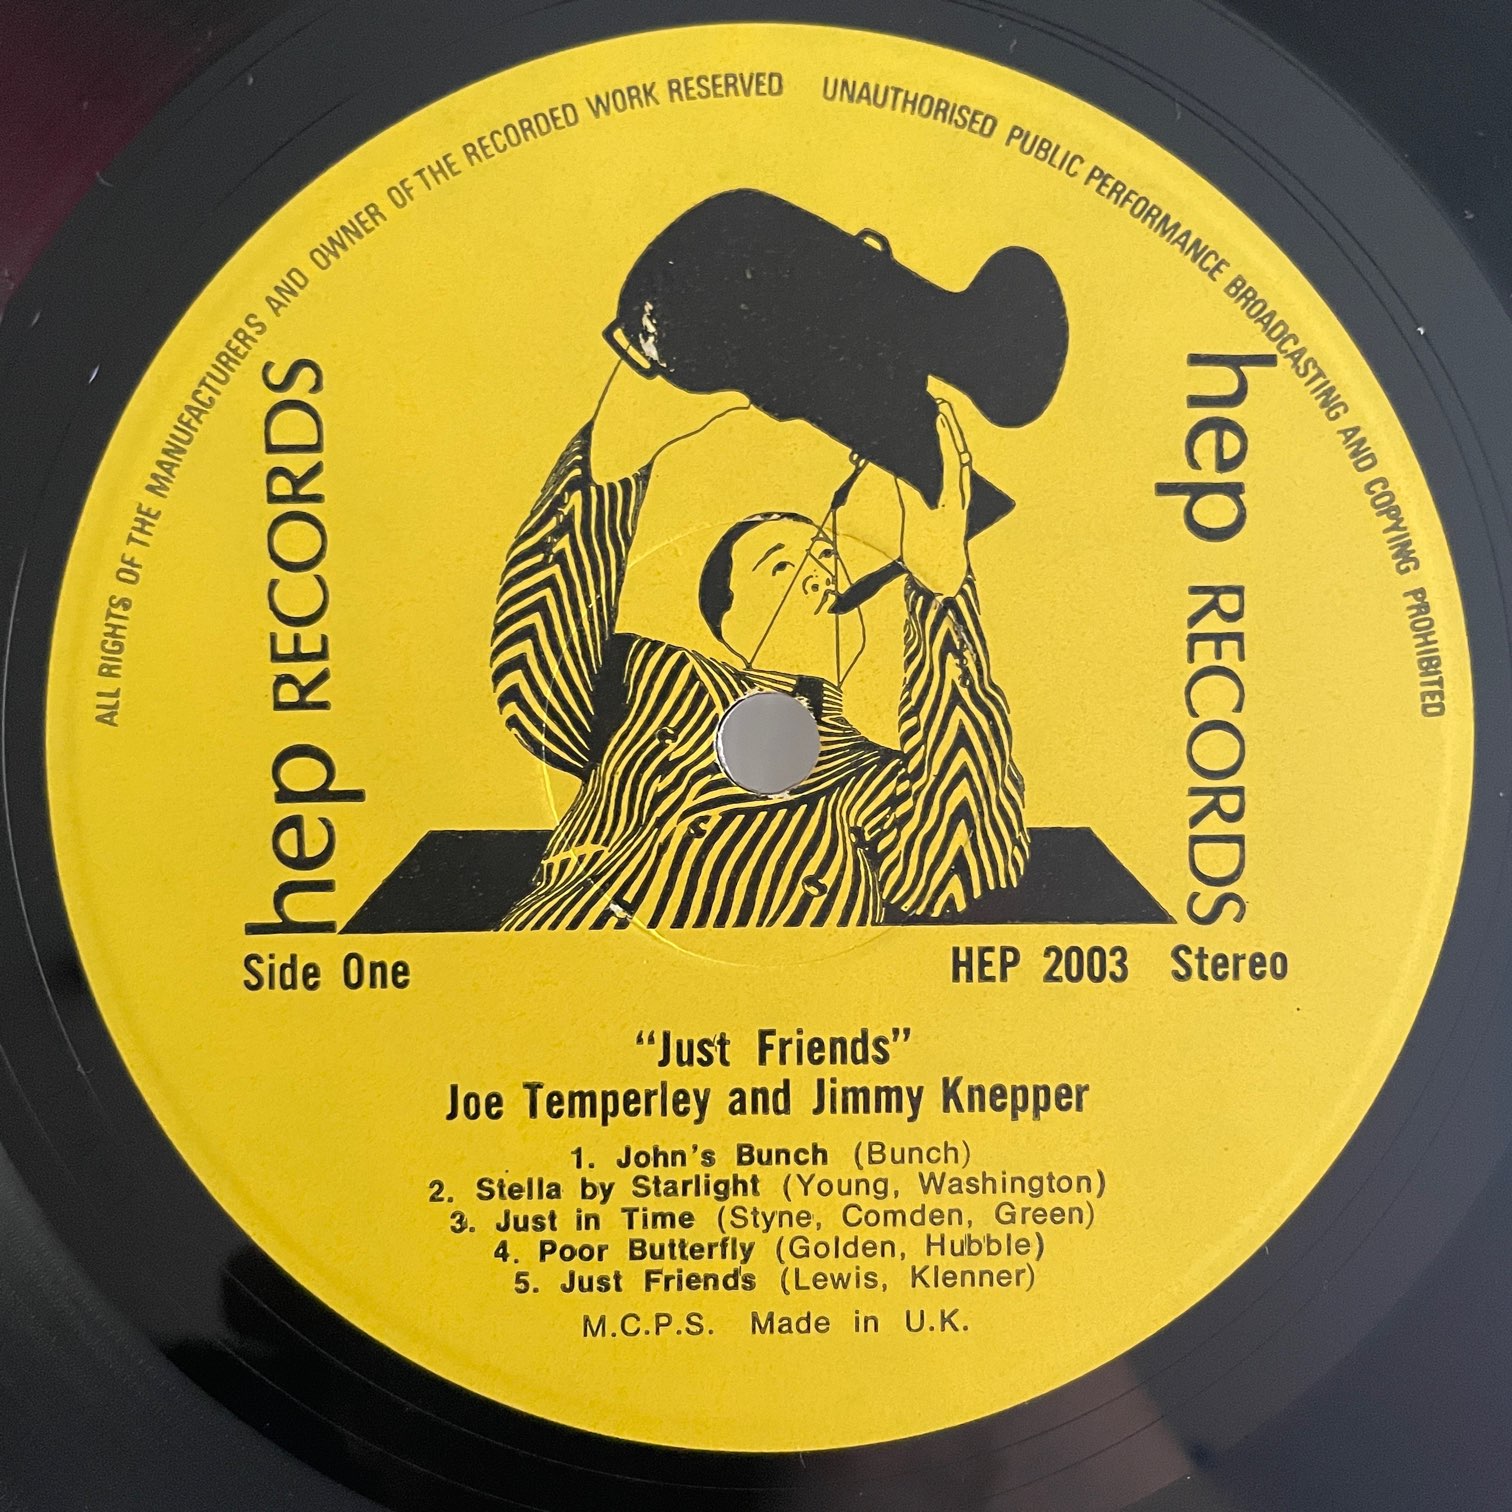 ALL RIGHTS OF THE MANUFACTURERS AND OWNER OF THE RECORDED WORK RESERVED UNAUTHORISED PUBLIC PERFORMANCE BROADCASTING AND COPYING PROHIBITED
hep RECORDS
hep RECORDS
Side One
HEP 2003 Stereo
“Just Friends”
Joe Temperley and Jimmy Knepper
1. John's Bunch (Bunch)
2. Stella by Starlight (Young, Washington)
3. Just in Time (Styne, Comden, Green)
4. Poor Butterfly (Golden, Hubble)
5. Just Friends (Lewis, Klenner)
M.C.P.S. Made in U.K.